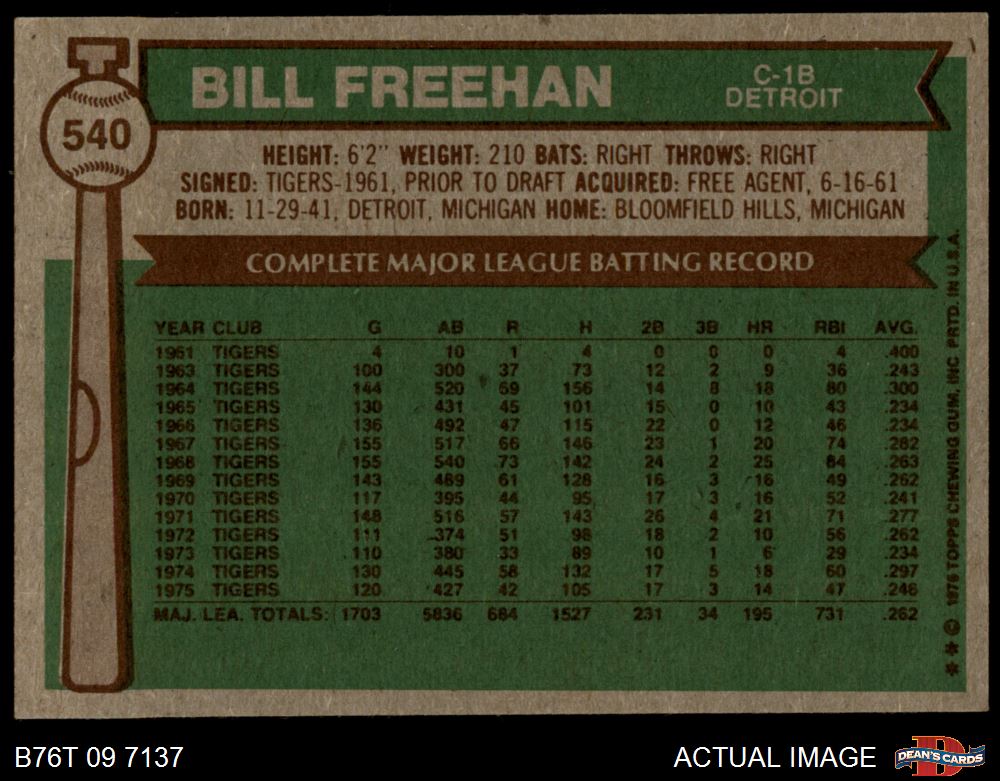 BILL FREEHAN
C-1B
DETROIT
540
HEIGHT: 6'2" WEIGHT: 210 BATS: RIGHT THROWS: RIGHT
SIGNED: TIGERS-1961, PRIOR TO DRAFT ACQUIRED: FREE AGENT, 6-16-61
BORN: 11-29-41, DETROIT, MICHIGAN HOME: BLOOMFIELD HILLS, MICHIGAN
COMPLETE MAJOR LEAGUE BATTING RECORD
YEAR CLUB G AB R H 2B 3B HR RBI AVG.
1961 TIGERS 4 10 1 4 0 0 0 4 .400
1963 TIGERS 100 300 37 73 12 2 9 36 .243
1964 TIGERS 144 520 69 156 14 8 18 80 .300
1965 TIGERS 130 431 45 101 15 0 10 43 .234
1966 TIGERS 136 492 47 115 22 0 12 46 .234
1967 TIGERS 155 517 66 146 23 1 20 74 .282
1968 TIGERS 155 540 73 142 24 2 25 84 .263
1969 TIGERS 143 489 61 128 16 3 16 49 .262
1970 TIGERS 117 395 44 95 17 3 16 52 .241
1971 TIGERS 148 516 57 143 26 4 21 71 .277
1972 TIGERS 111 374 51 98 18 2 10 56 .262
1973 TIGERS 110 380 33 89 10 1 6 29 .234
1974 TIGERS 130 445 58 132 17 5 18 60 .297
1975 TIGERS 120 427 42 105 17 3 14 47 .246
MAJ. LEA. TOTALS: 1703 5836 684 1527 231 34 195 731 .262
** © 1976 TOPPS CHEWING GUM, INC. PRTD. IN U.S.A.
B76T 09 7137
ACTUAL IMAGE
D
DEAN'S CARDS